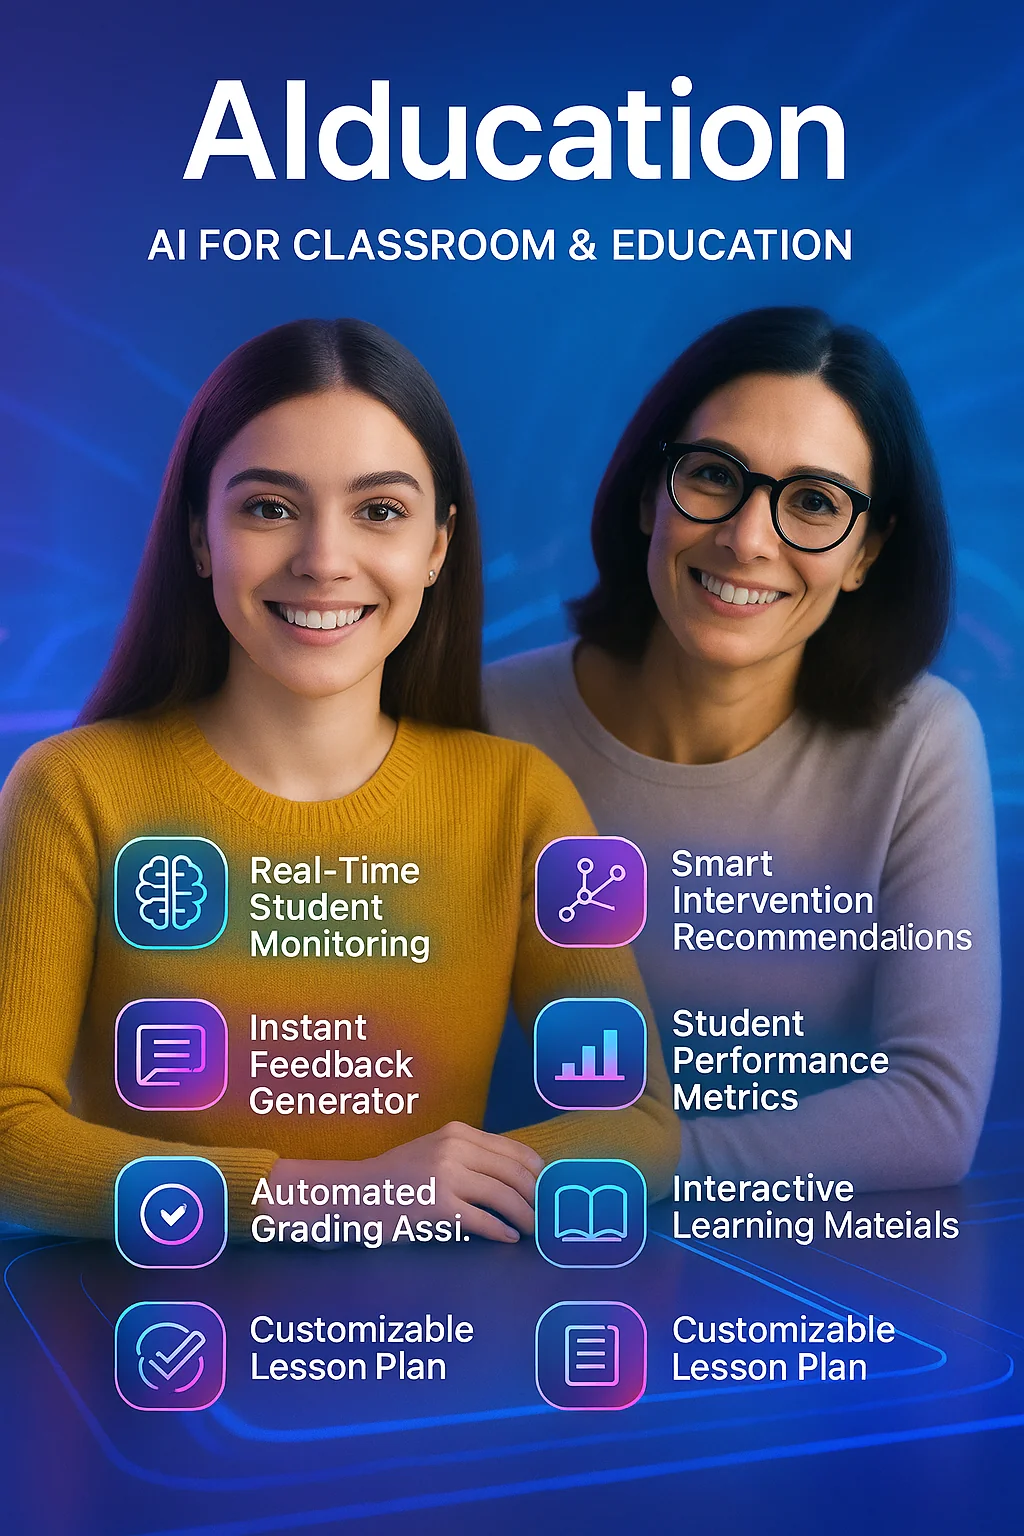 AIducation
AI FOR CLASSROOM & EDUCATION
Real-Time
Student
Monitoring
Smart
Intervention
Recommendations
Instant
Feedback
Generator
Student
Performance
Metrics
Automated
Grading Assi.
Interactive
Learning Mateials
Customizable
Lesson Plan
Customizable
Lesson Plan